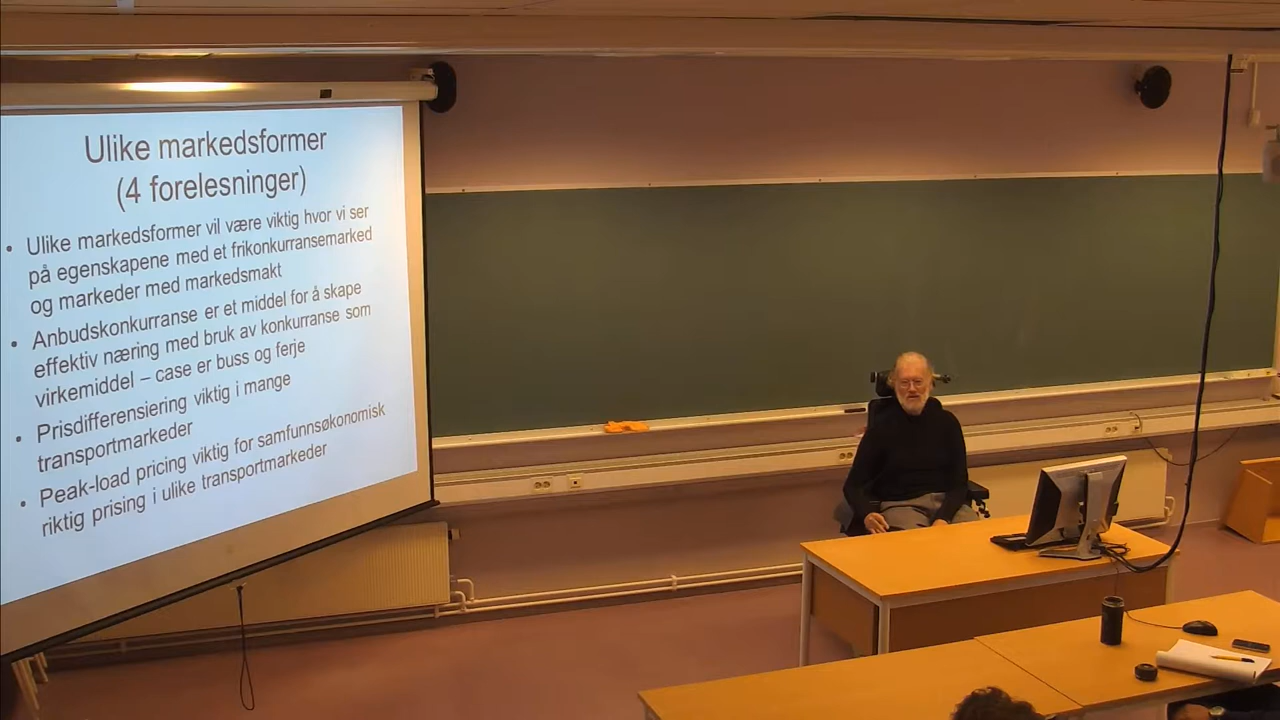 Ulike markedsformer
(4 forelesninger)
• Ulike markedsformer vil være viktig hvor vi ser
på egenskapene med et frikonkurransemarked
og markeder med markedsmakt
• Anbudskonkurranse er et middel for å skape
effektiv næring med bruk av konkurranse som
virkemiddel – case er buss og ferje
• Prisdifferensiering viktig i mange
transportmarkeder
• Peak-load pricing viktig for samfunnsøkonomisk
riktig prising i ulike transportmarkeder